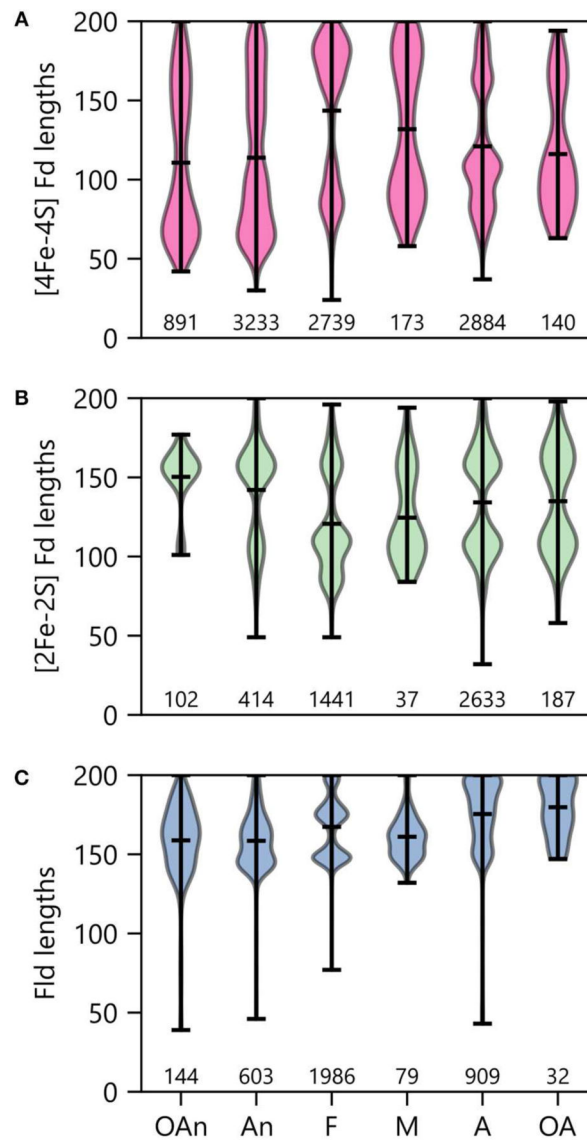 A
[4Fe-4S] Fd lengths
200
150
100
50
0
891 3233 2739 173 2884 140
B
[2Fe-2S] Fd lengths
200
150
100
50
0
102 414 1441 37 2633 187
C
Fld lengths
200
150
100
50
0
144 603 1986 79 909 32
OAn An F M A OA